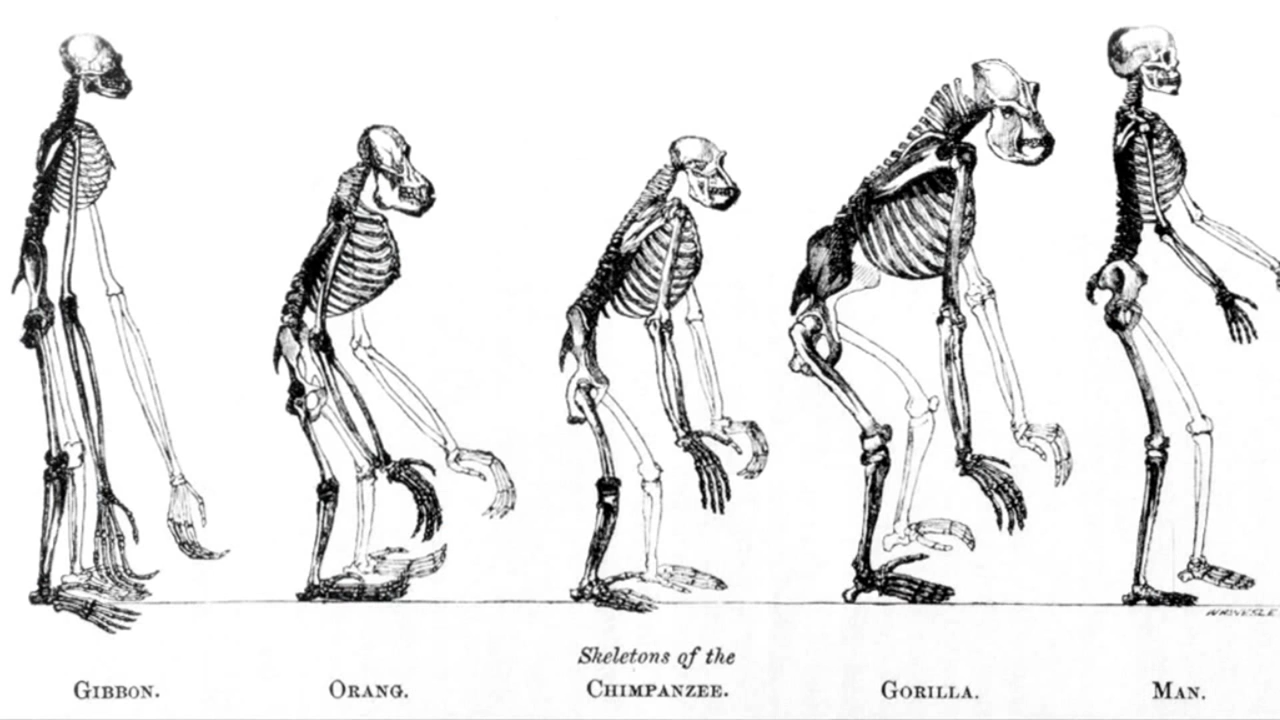 Skeletons of the
GIBBON. ORANG. CHIMPANZEE. GORILLA. MAN.